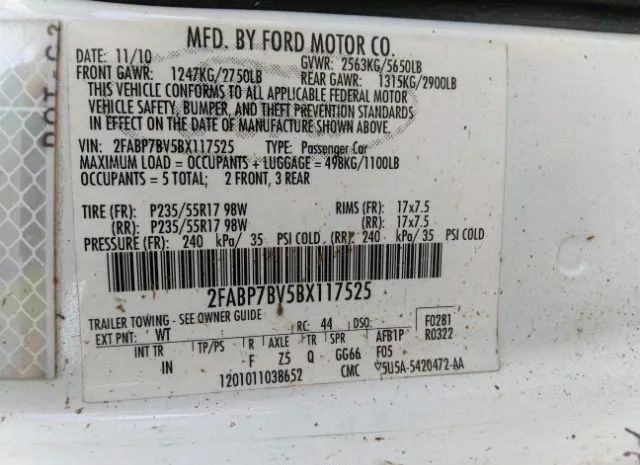 DOT-C2
MFD. BY FORD MOTOR CO.
DATE: 11/10 GVWR: 2563KG/5650LB
FRONT GAWR: 1247KG/2750LB REAR GAWR: 1315KG/2900LB
THIS VEHICLE CONFORMS TO ALL APPLICABLE FEDERAL MOTOR
VEHICLE SAFETY, BUMPER, AND THEFT PREVENTION STANDARDS
IN EFFECT ON THE DATE OF MANUFACTURE SHOWN ABOVE.
VIN: 2FABP7BV5BX117525 TYPE: Passenger Car
MAXIMUM LOAD = OCCUPANTS + LUGGAGE = 498KG/1100LB
OCCUPANTS = 5 TOTAL; 2 FRONT, 3 REAR
TIRE (FR): P235/55R17 98W RIMS (FR): 17x7.5
(RR): P235/55R17 98W (RR): 17x7.5
PRESSURE (FR): 240 kPa/ 35 PSI COLD (RR): 240 kPa/ 35 PSI COLD
2FABP7BV5BX117525
TRAILER TOWING - SEE OWNER GUIDE
EXT PNT: WT RC: 44 DSO: F0281
AFB1P R0322
INT TR TP/PS R AXLE TR SPR F05
IN F Z5 Q GG66
1201011038652 CMC 5U5A-5420472-AA